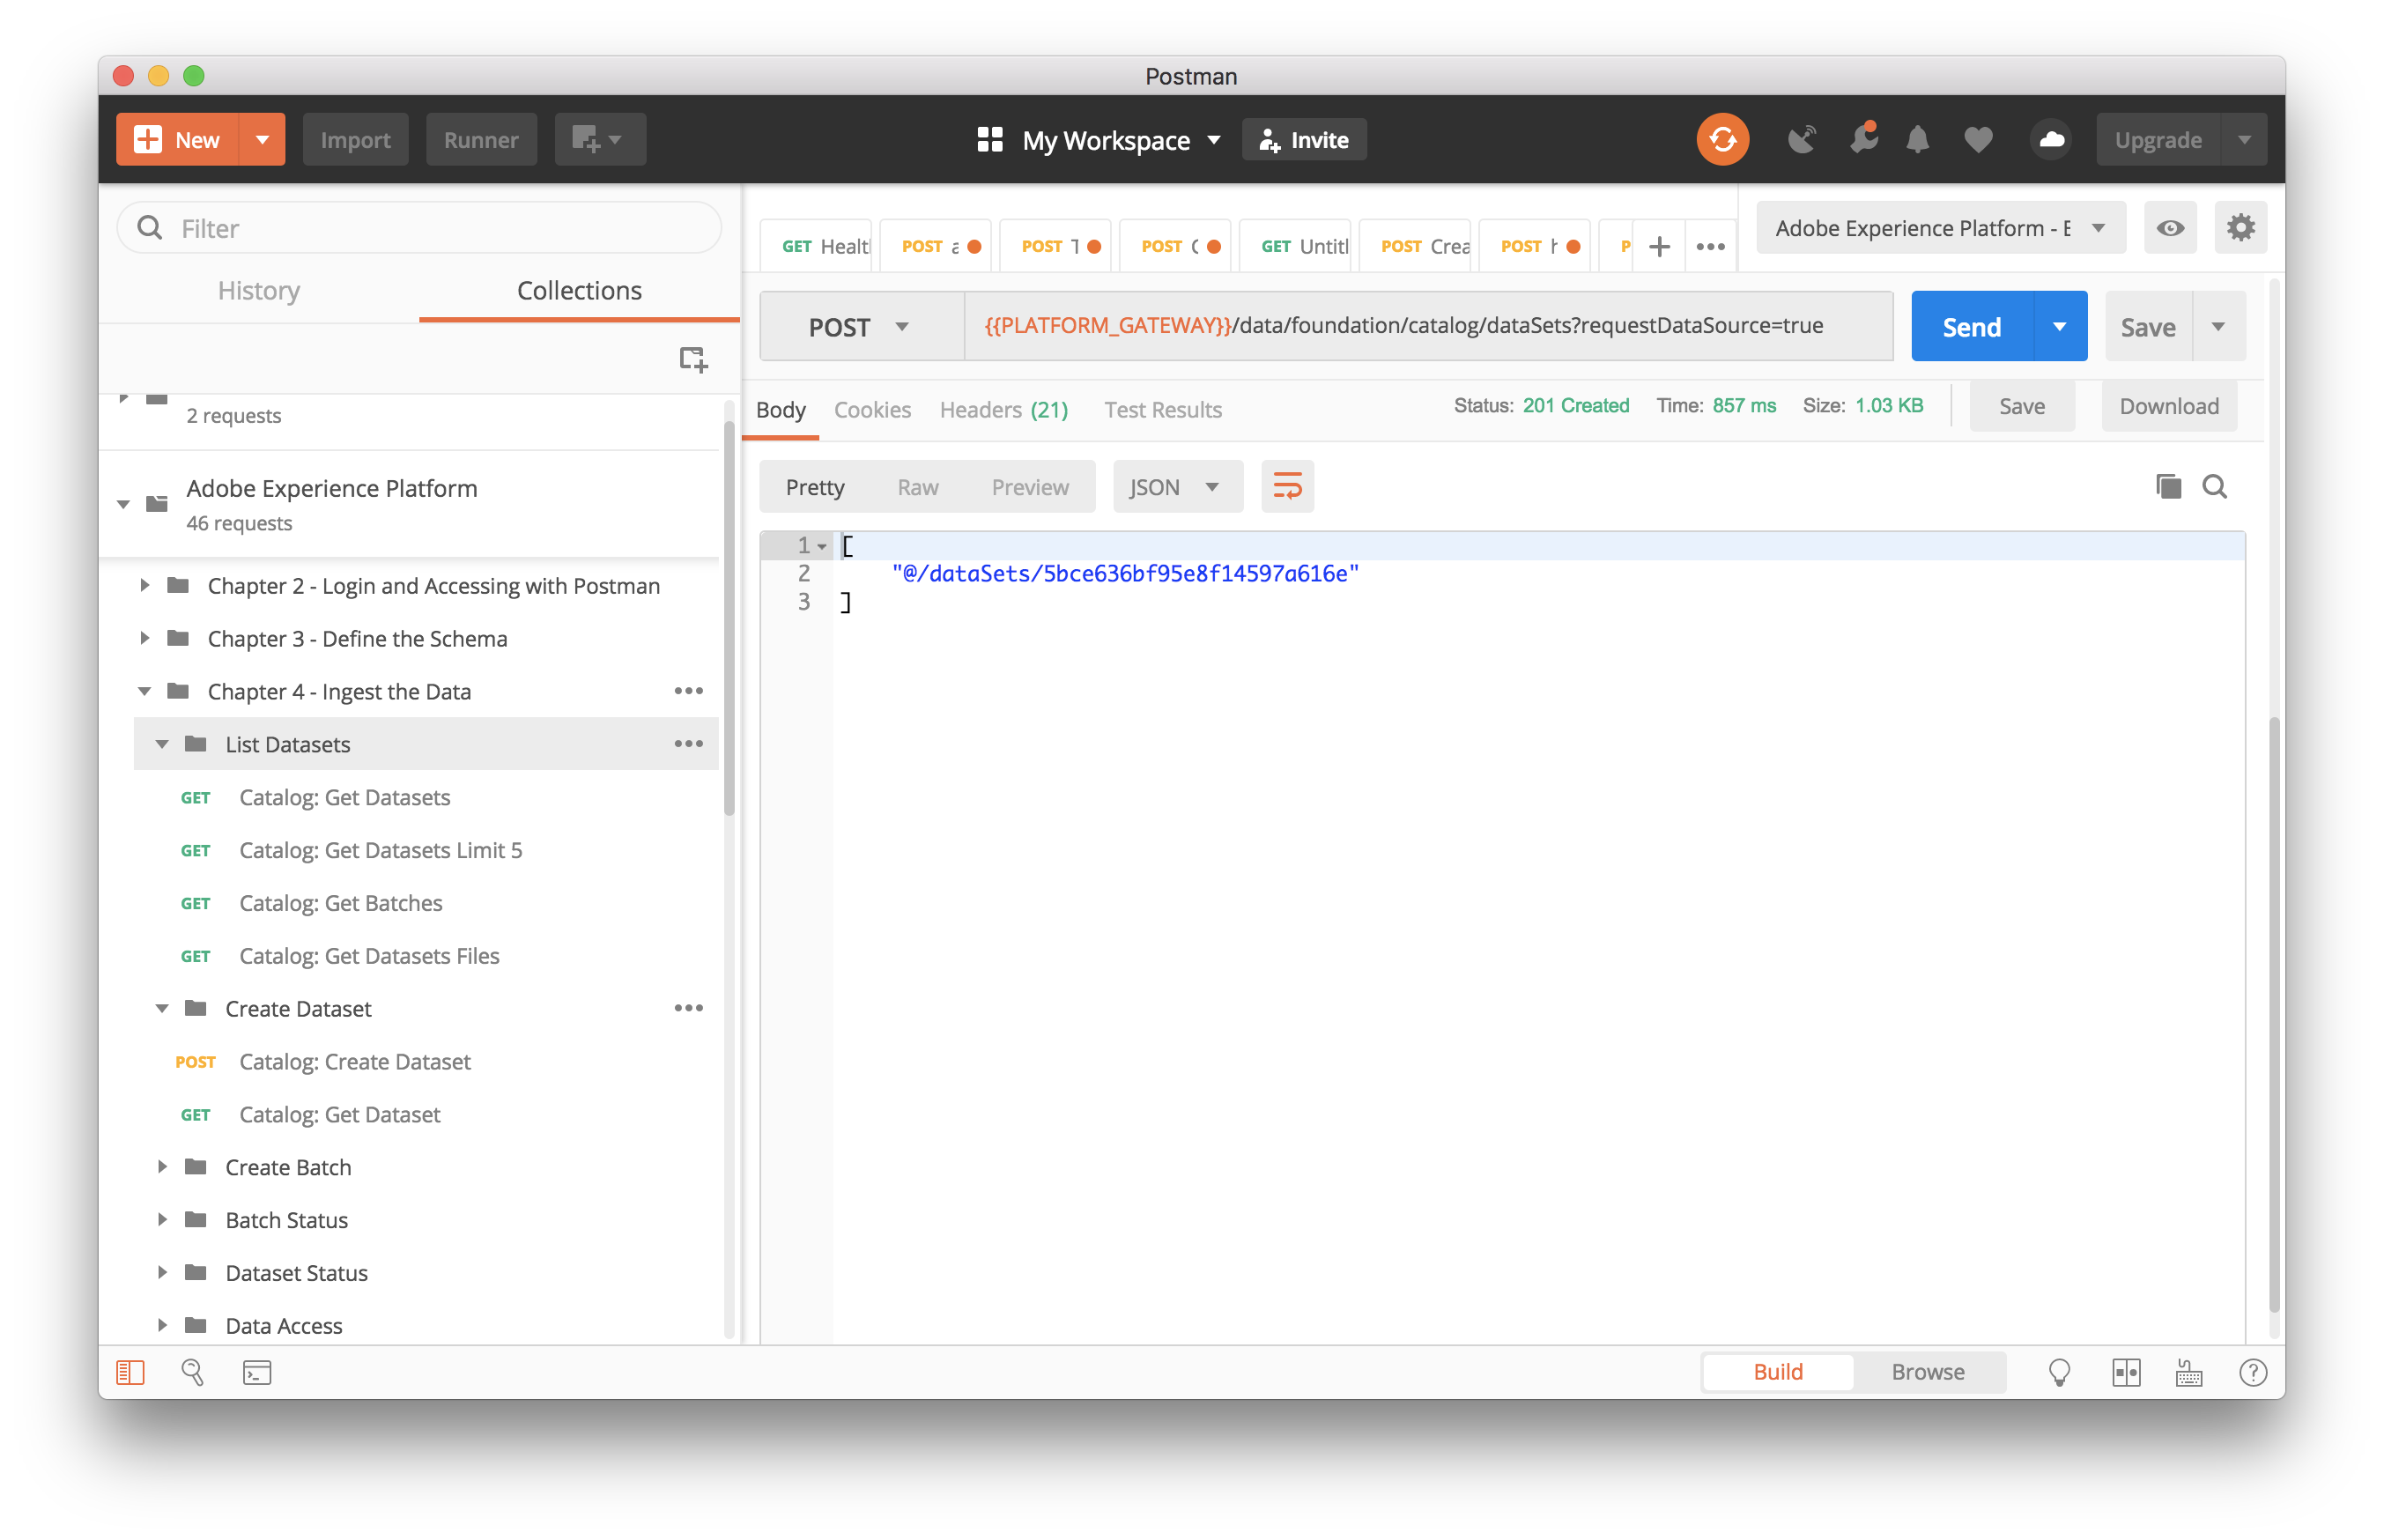 Postman
New
Import
Runner
My Workspace
Invite
Upgrade
Filter
History
Collections
2 requests
Adobe Experience Platform
46 requests
Chapter 2 - Login and Accessing with Postman
Chapter 3 - Define the Schema
Chapter 4 - Ingest the Data
List Datasets
GET Catalog: Get Datasets
GET Catalog: Get Datasets Limit 5
GET Catalog: Get Batches
GET Catalog: Get Datasets Files
Create Dataset
POST Catalog: Create Dataset
GET Catalog: Get Dataset
Create Batch
Batch Status
Dataset Status
Data Access
GET Healt
POST a
POST T
POST
GET Untitl
POST Crea
POST h
P
Adobe Experience Platform - E
POST
{{PLATFORM_GATEWAY}}/data/foundation/catalog/dataSets?requestDataSource=true
Send
Save
Body
Cookies
Headers (21)
Test Results
Status: 201 Created
Time: 857 ms
Size: 1.03 KB
Save
Download
Pretty
Raw
Preview
JSON
1 [
2 "@/dataSets/5bce636bf95e8f14597a616e"
3 ]
Build
Browse